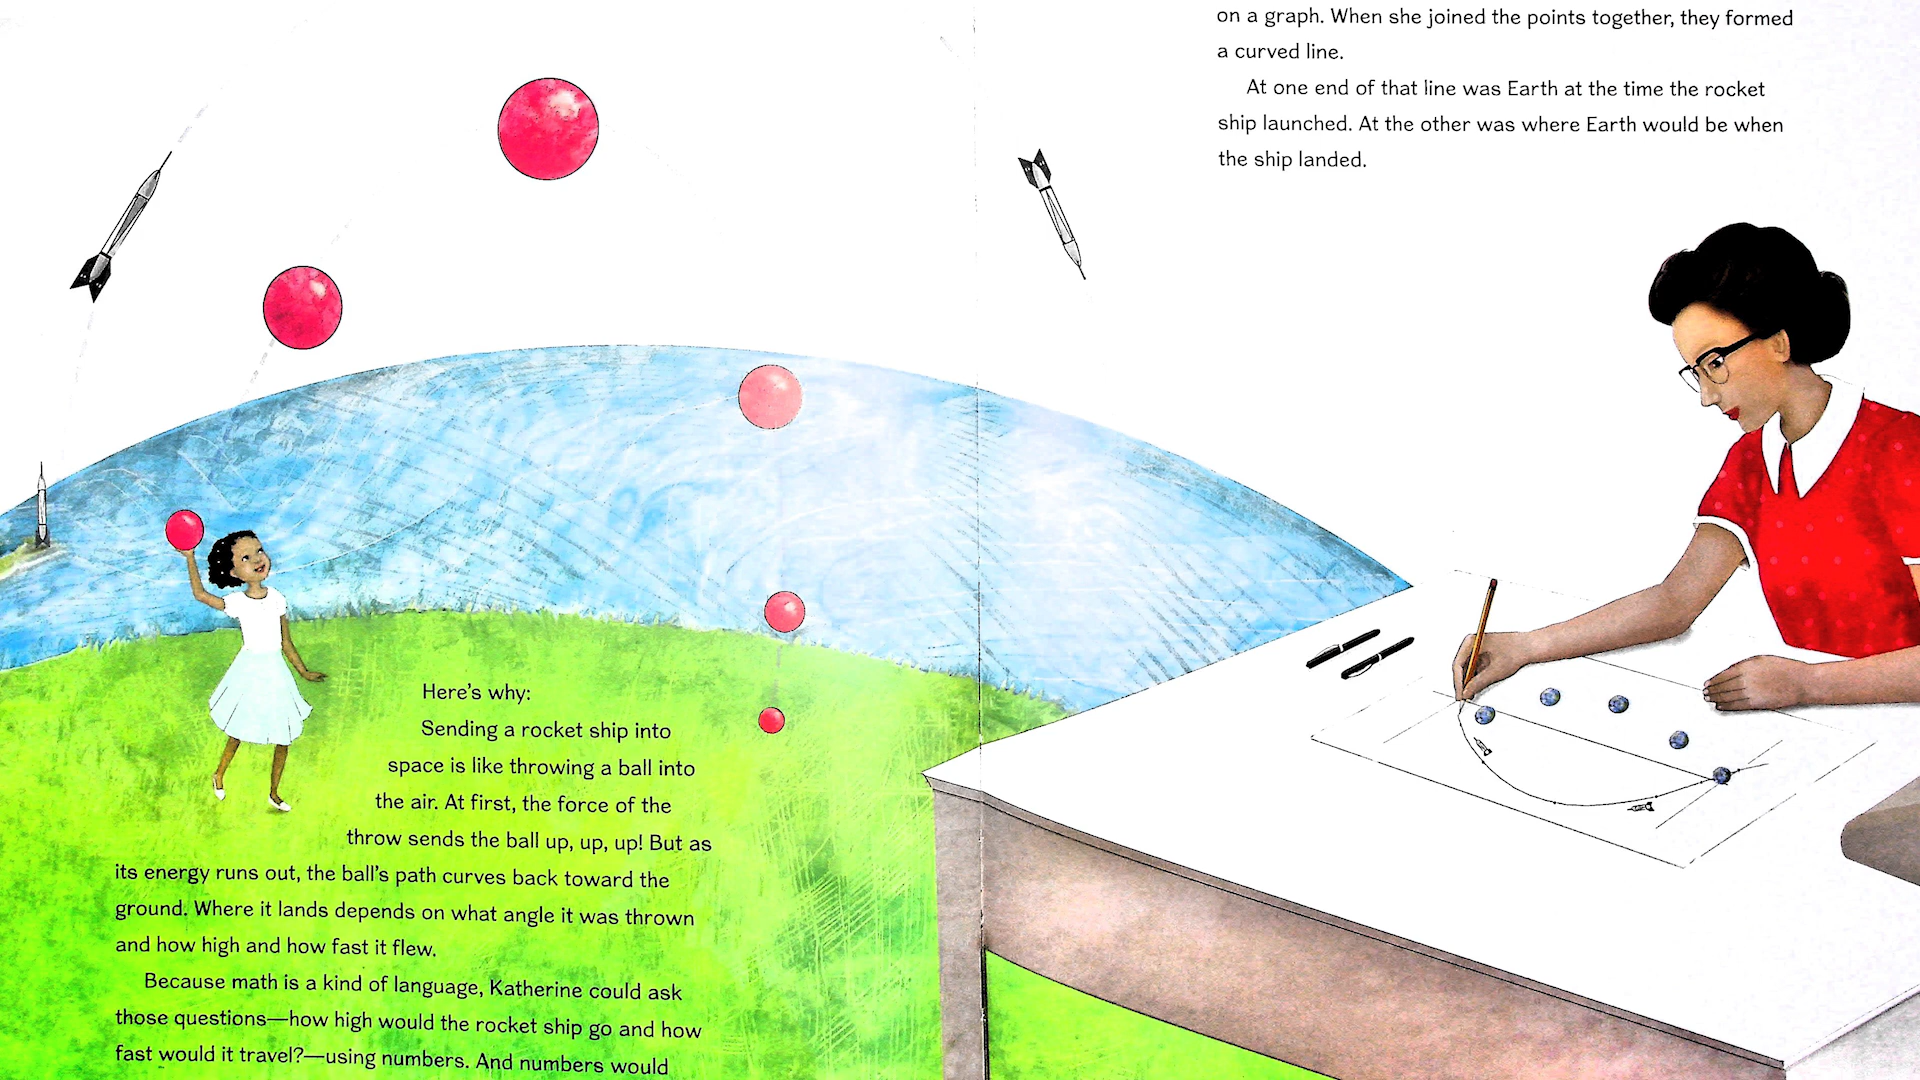 Here's why:
Sending a rocket ship into
space is like throwing a ball into
the air. At first, the force of the
throw sends the ball up, up, up! But as
its energy runs out, the ball's path curves back toward the
ground. Where it lands depends on what angle it was thrown
and how high and how fast it flew.
Because math is a kind of language, Katherine could ask
those questions—how high would the rocket ship go and how
fast would it travel?—using numbers. And numbers would
on a graph. When she joined the points together, they formed
a curved line.
At one end of that line was Earth at the time the rocket
ship launched. At the other was where Earth would be when
the ship landed.